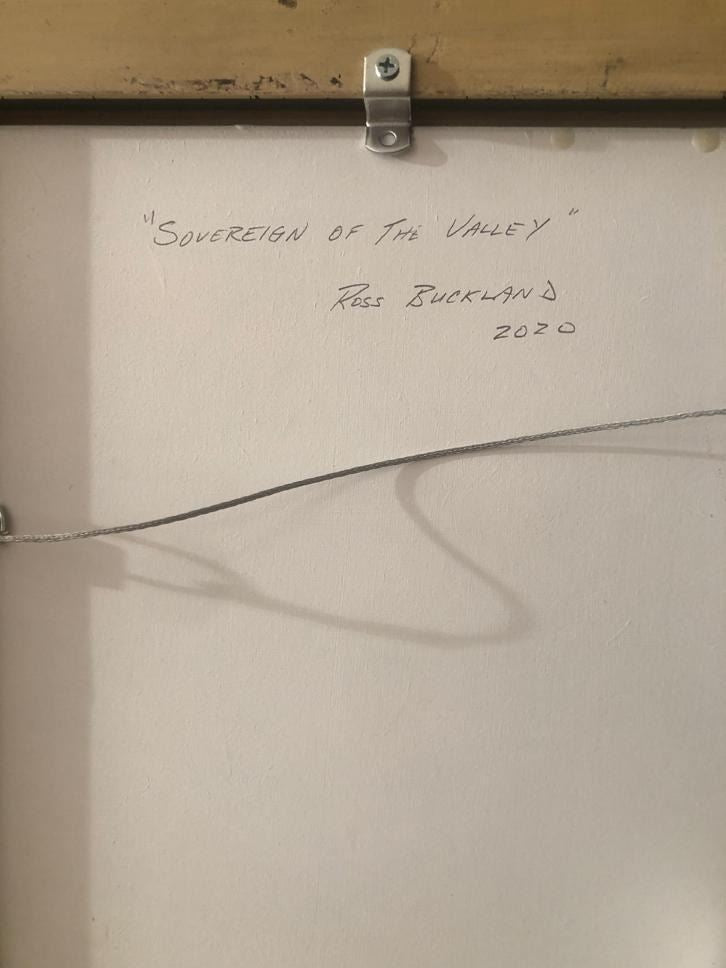 "SOVEREIGN OF THE VALLEY"
ROSS BUCKLAND
2020